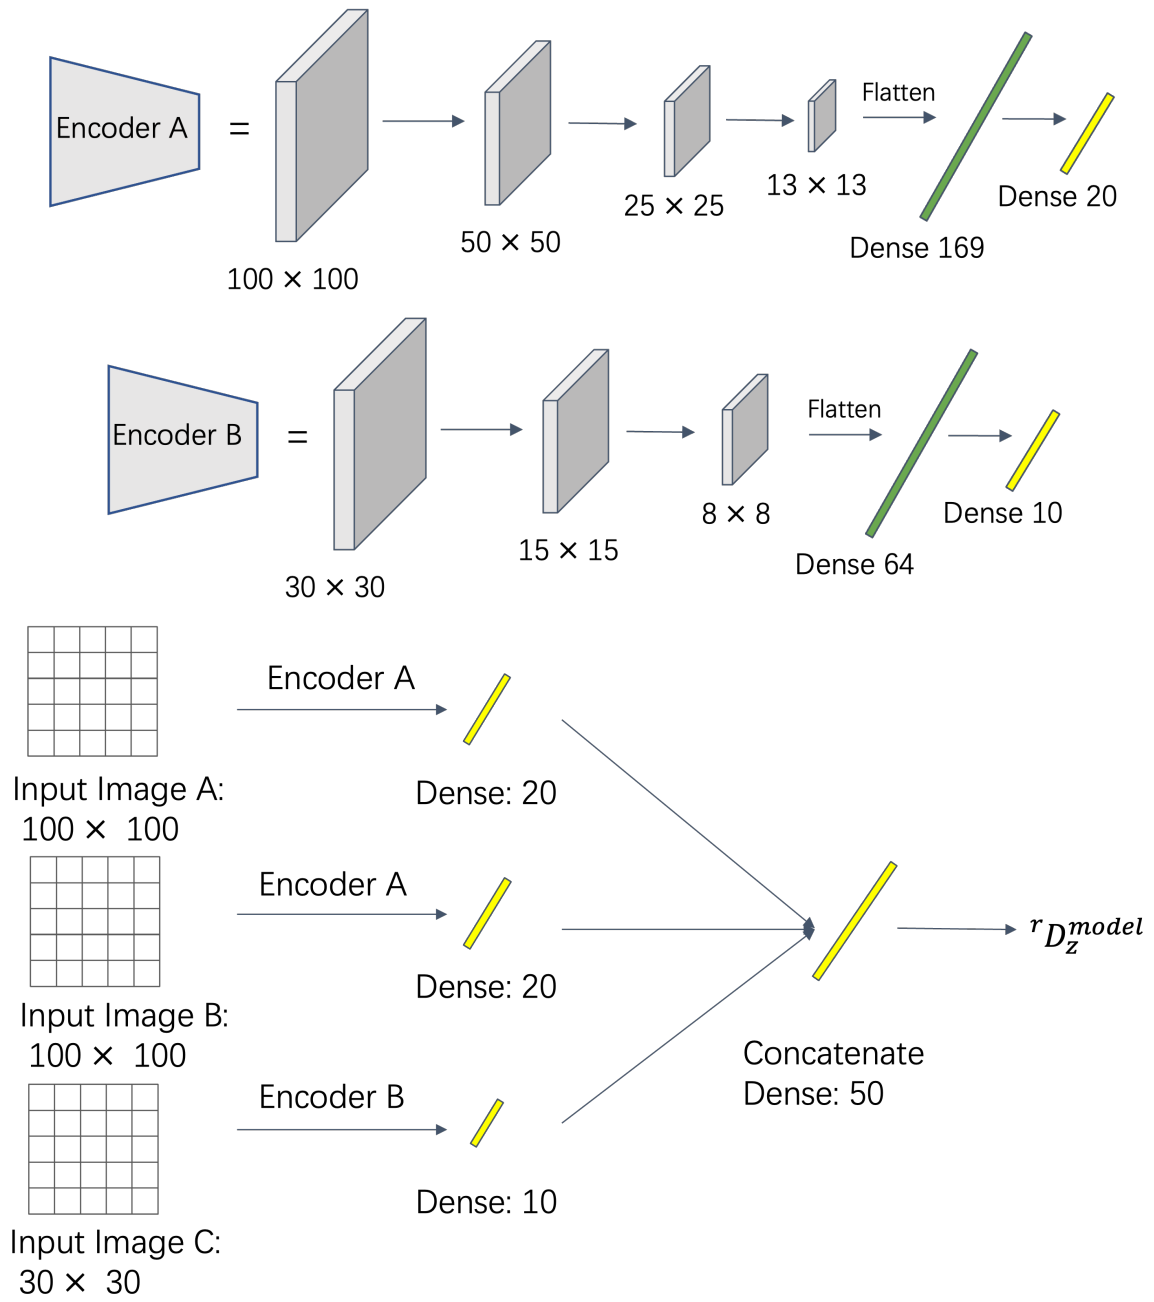 Encoder A
=
100 × 100
50 × 50
25 × 25
13 × 13
Flatten
Dense 169
Dense 20
Encoder B
=
30 × 30
15 × 15
8 × 8
Flatten
Dense 64
Dense 10
Input Image A:
100 × 100
Encoder A
Dense: 20
Input Image B:
100 × 100
Encoder A
Dense: 20
Input Image C:
30 × 30
Encoder B
Dense: 10
Concatenate
Dense: 50
$^{r}D_{z}^{model}$